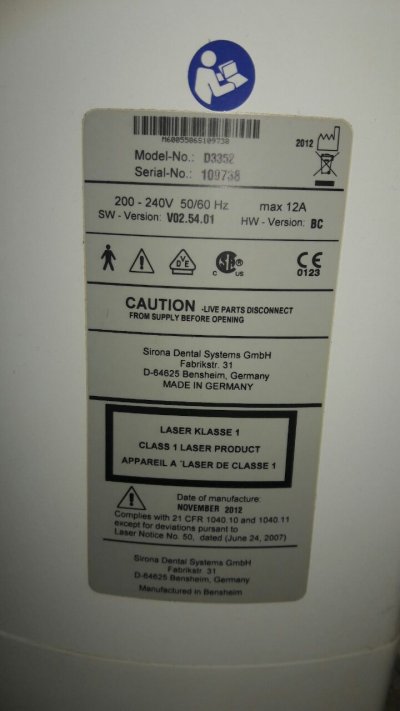 2012
Model-No.: D3352
Serial-No.: 109738
200 - 240V 50/60 Hz max 12A
SW - Version: V02.54.01 HW - Version: BC
DVE
C US
CE
0123
CAUTION -LIVE PARTS DISCONNECT
FROM SUPPLY BEFORE OPENING
Sirona Dental Systems GmbH
Fabrikstr. 31
D-64625 Bensheim, Germany
MADE IN GERMANY
LASER KLASSE 1
CLASS 1 LASER PRODUCT
APPAREIL A ´LASER DE CLASSE 1
Date of manufacture:
NOVEMBER 2012
Complies with 21 CFR 1040.10 and 1040.11
except for deviations pursuant to
Laser Notice No. 50, dated (June 24, 2007)
Sirona Dental Systems GmbH
Fabrikstr. 31
D-64625 Bensheim, Germany
Manufactured in Bensheim